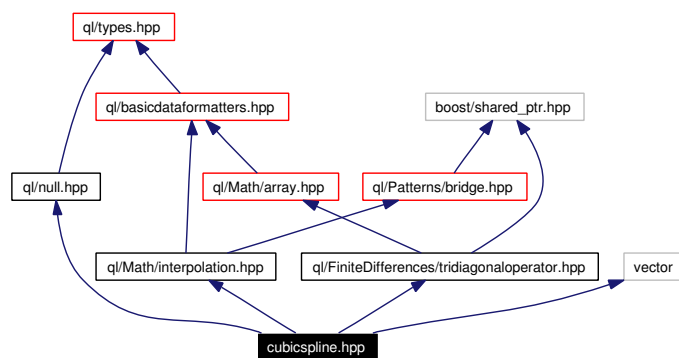 ql/types.hpp
ql/basicdataformatters.hpp
boost/shared_ptr.hpp
ql/null.hpp
ql/Math/array.hpp
ql/Patterns/bridge.hpp
ql/Math/interpolation.hpp
ql/FiniteDifferences/tridiagonaloperator.hpp
vector
cubicspline.hpp